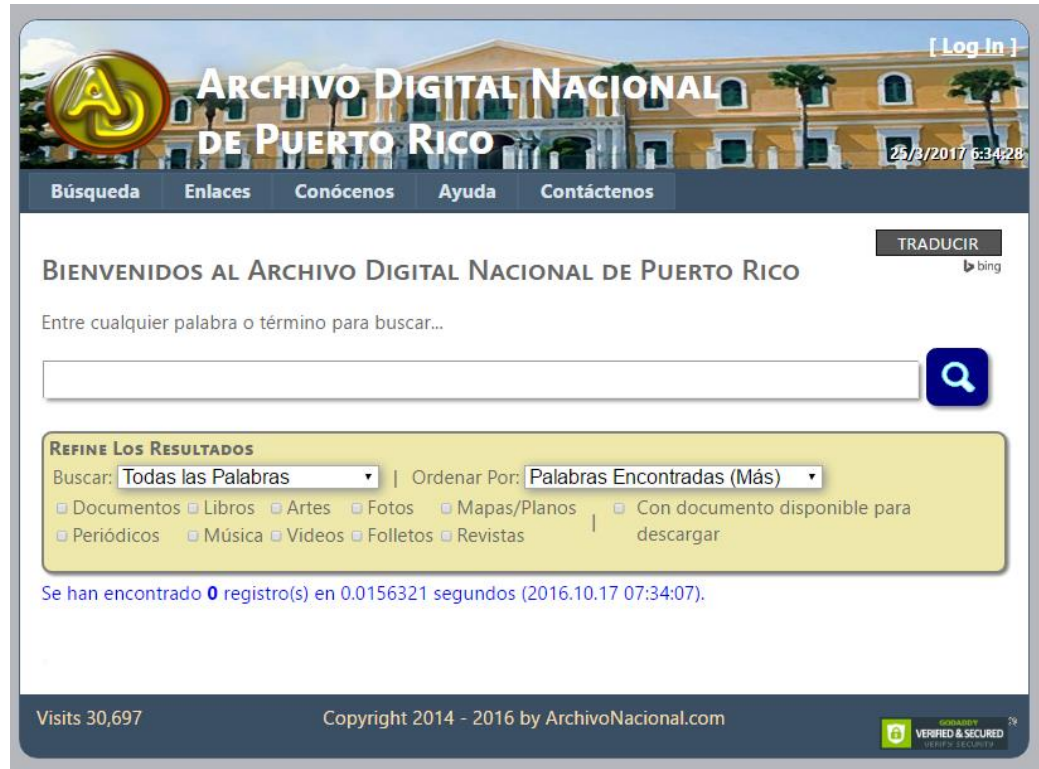 [ Log In ]
AD
ARCHIVO DIGITAL NACIONAL
DE PUERTO RICO
25/3/2017 6:34:28
Búsqueda Enlaces Conócenos Ayuda Contáctenos
TRADUCIR
bing
BIENVENIDOS AL ARCHIVO DIGITAL NACIONAL DE PUERTO RICO
Entre cualquier palabra o término para buscar...
REFINE LOS RESULTADOS
Buscar: Todas las Palabras | Ordenar Por: Palabras Encontradas (Más)
Documentos Libros Artes Fotos Mapas/Planos | Con documento disponible para
Periódicos Música Videos Folletos Revistas descargar
Se han encontrado 0 registro(s) en 0.0156321 segundos (2016.10.17 07:34:07).
Visits 30,697 Copyright 2014 - 2016 by ArchivoNacional.com
GODADDY
VERIFIED & SECURED
VERIFY SECURITY